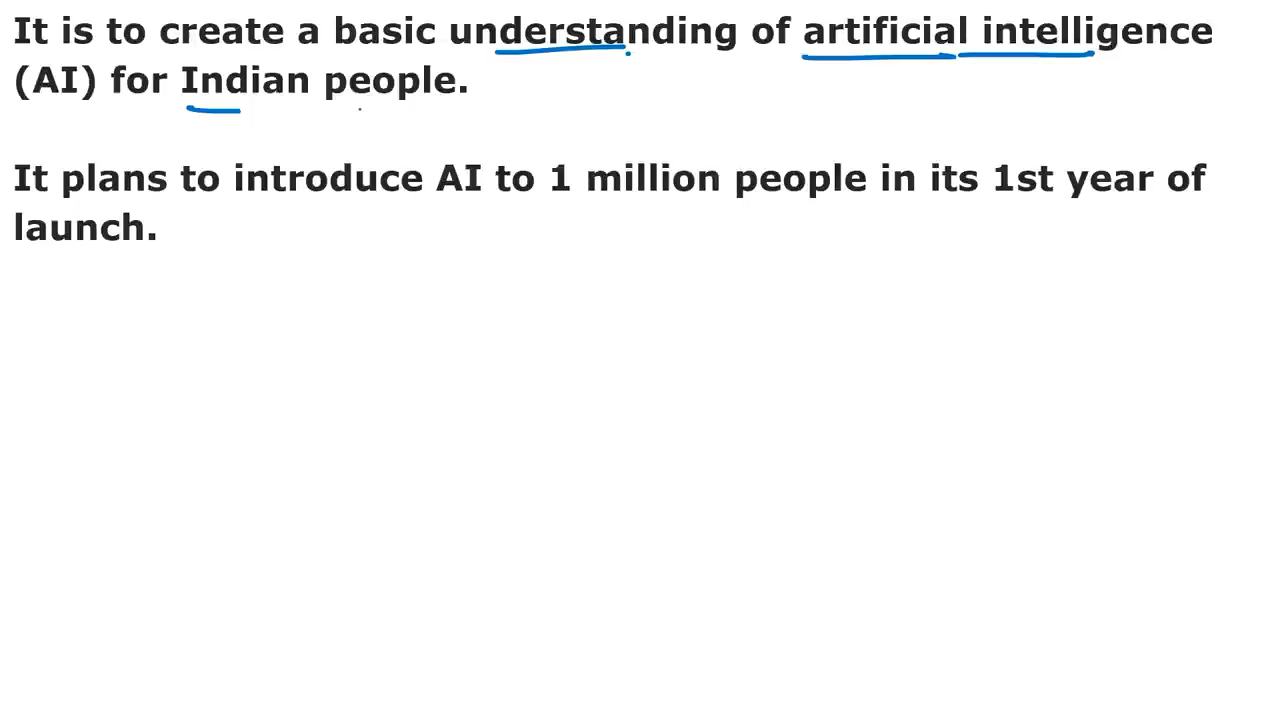 It is to create a basic understanding of artificial intelligence
(AI) for Indian people.
It plans to introduce AI to 1 million people in its 1st year of
launch.